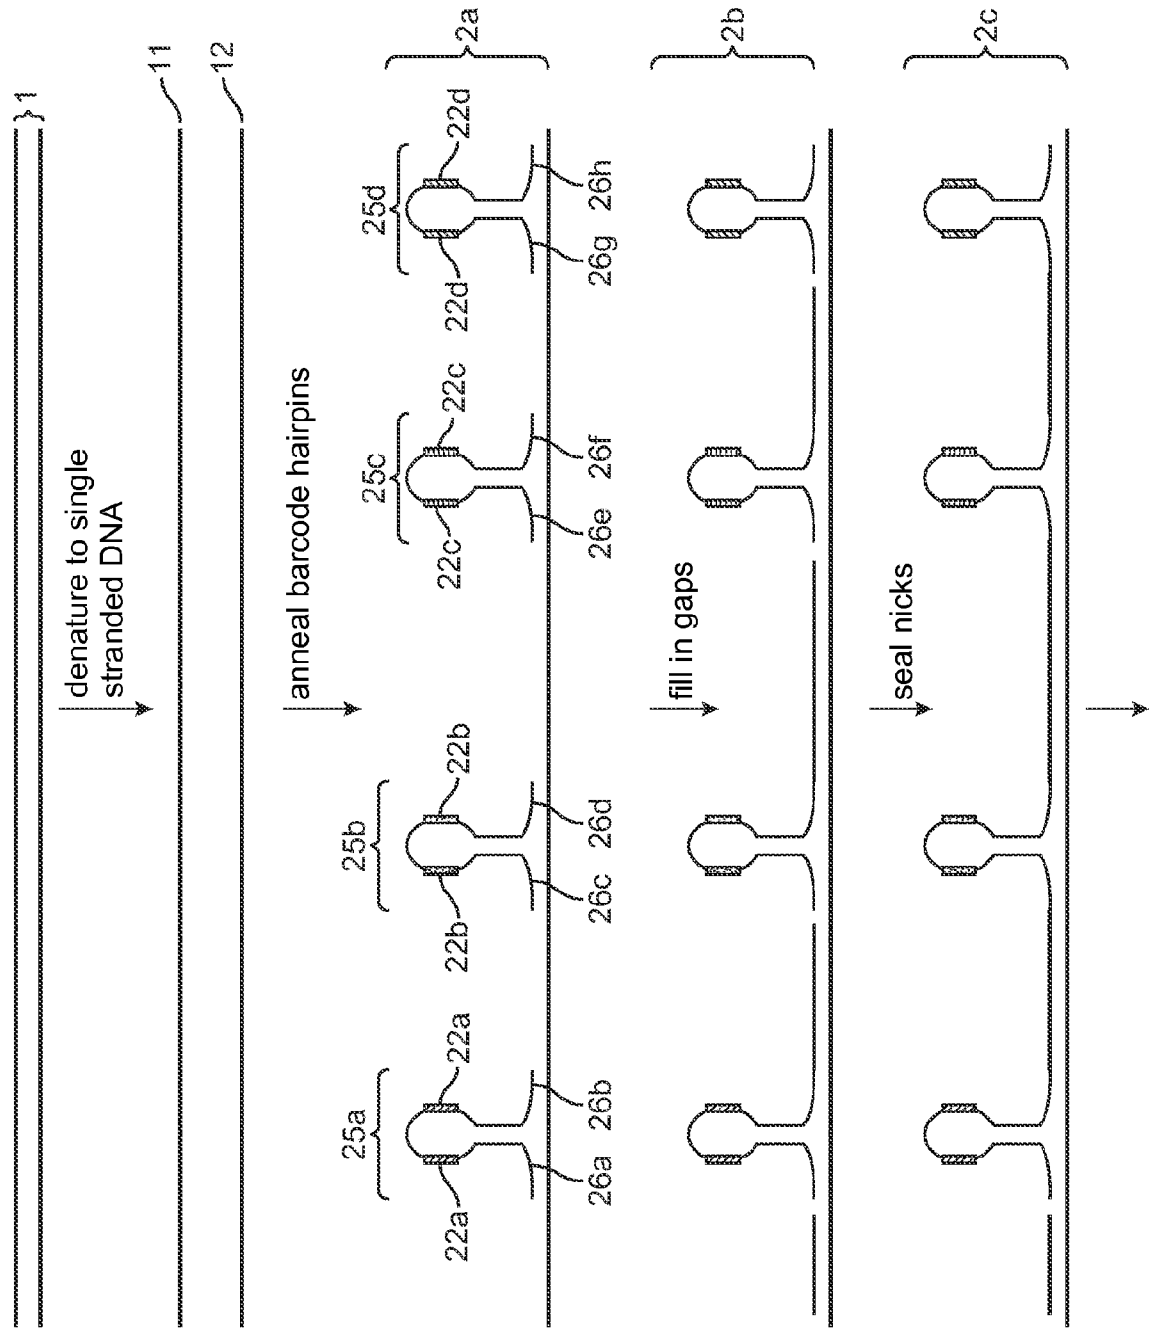 1
denature to single
stranded DNA
11
12
anneal barcode hairpins
25a
25b
25c
25d
22a
22a
22b
22b
22c
22c
22d
22d
26a
26b
26c
26d
26e
26f
26g
26h
2a
fill in gaps
2b
seal nicks
2c